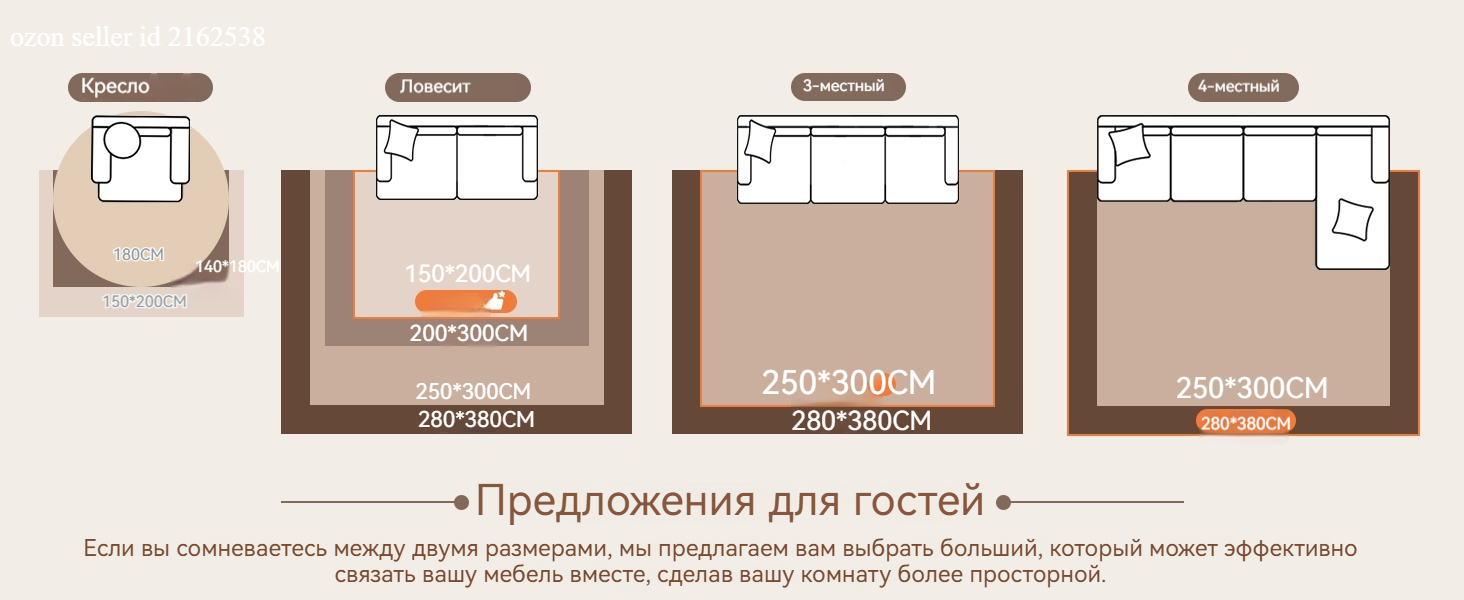 ozon seller id 2162538
Кресло
Ловесит
3-местный
4-местный
180CM
140*180CM
150*200CM
150*200CM
200*300CM
250*300CM
280*380CM
250*300CM
280*380CM
250*300CM
280*380CM
Предложения для гостей
Если вы сомневаетесь между двумя размерами, мы предлагаем вам выбрать больший, который может эффективно
связать вашу мебель вместе, сделав вашу комнату более просторной.